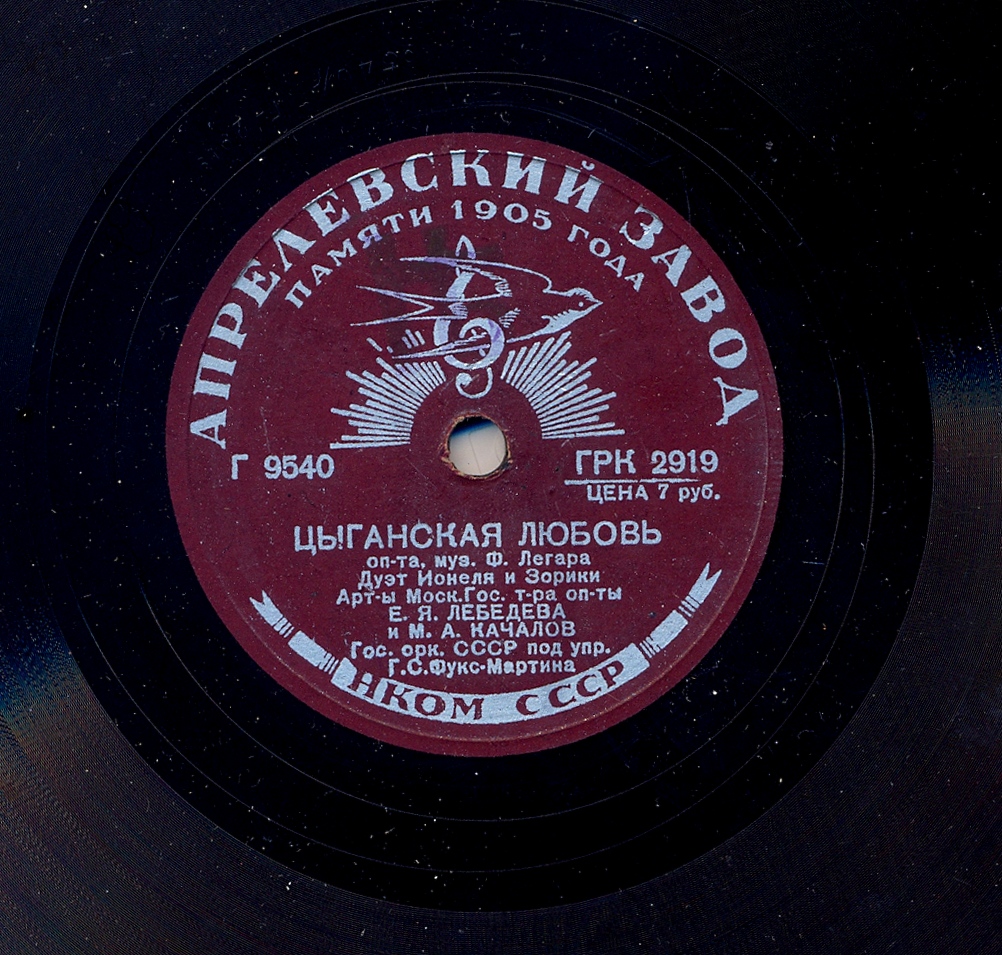 АПРЕЛЕВСКИЙ ЗАВОД
ПАМЯТИ 1905 ГОДА
Г 9540
ГРК 2919
ЦЕНА 7 руб.
ЦЫГАНСКАЯ ЛЮБОВЬ
оп-та, муз. Ф. Легара
Дуэт Ионеля и Зорики
Арт-ы Моск.Гос. т-ра оп-ты
Е. Я. ЛЕБЕДЕВА
и М. А. КАЧАЛОВ
Гос. орк. СССР под упр.
Г.С.Фукс-Мартина
НКОМ СССР